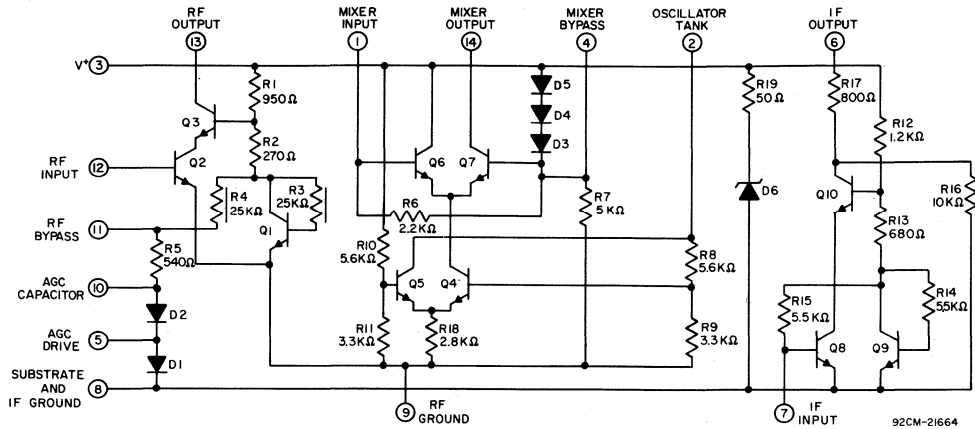 RF
OUTPUT
13
MIXER
INPUT
1
MIXER
OUTPUT
14
MIXER
BYPASS
4
OSCILLATOR
TANK
2
IF
OUTPUT
6
V+ 3
R1
950Ω
Q3
R2
270Ω
Q2
RF
INPUT
12
R4
25KΩ
R3
25KΩ
Q1
RF
BYPASS
11
R5
540Ω
AGC
CAPACITOR
10
D2
AGC
DRIVE
5
D1
SUBSTRATE
AND
IF GROUND
8
D5
D4
D3
Q6
Q7
R6
2.2KΩ
R7
5KΩ
R10
5.6KΩ
Q5
Q4
R8
5.6KΩ
R11
3.3KΩ
R18
2.8KΩ
R9
3.3KΩ
9
RF
GROUND
R19
50Ω
D6
R17
800Ω
R12
1.2KΩ
Q10
R16
10KΩ
R13
680Ω
R15
5.5KΩ
R14
5.5KΩ
Q8
Q9
7
IF
INPUT
92CM-21664